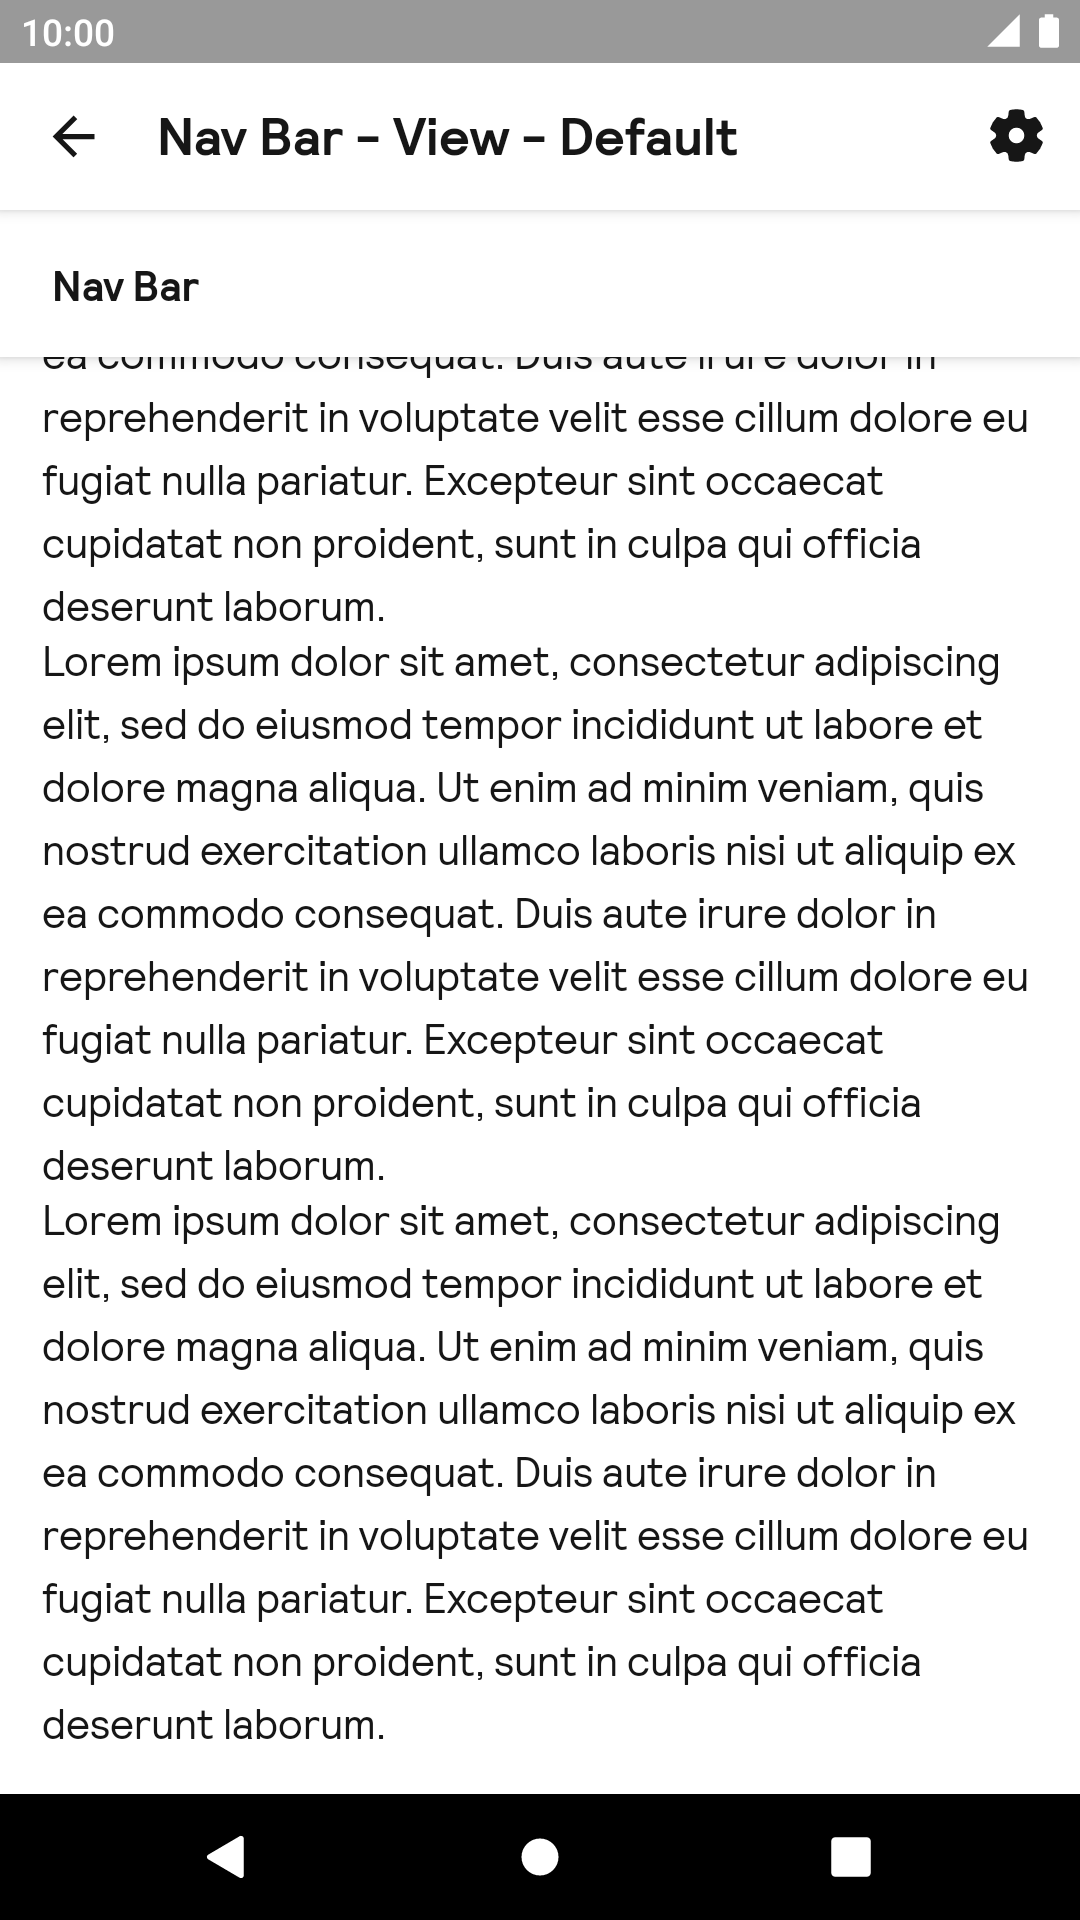 10:00
Nav Bar - View - Default
Nav Bar
ea commodo consequat. Duis aute irure dolor in
reprehenderit in voluptate velit esse cillum dolore eu
fugiat nulla pariatur. Excepteur sint occaecat
cupidatat non proident, sunt in culpa qui officia
deserunt laborum.
Lorem ipsum dolor sit amet, consectetur adipiscing
elit, sed do eiusmod tempor incididunt ut labore et
dolore magna aliqua. Ut enim ad minim veniam, quis
nostrud exercitation ullamco laboris nisi ut aliquip ex
ea commodo consequat. Duis aute irure dolor in
reprehenderit in voluptate velit esse cillum dolore eu
fugiat nulla pariatur. Excepteur sint occaecat
cupidatat non proident, sunt in culpa qui officia
deserunt laborum.
Lorem ipsum dolor sit amet, consectetur adipiscing
elit, sed do eiusmod tempor incididunt ut labore et
dolore magna aliqua. Ut enim ad minim veniam, quis
nostrud exercitation ullamco laboris nisi ut aliquip ex
ea commodo consequat. Duis aute irure dolor in
reprehenderit in voluptate velit esse cillum dolore eu
fugiat nulla pariatur. Excepteur sint occaecat
cupidatat non proident, sunt in culpa qui officia
deserunt laborum.